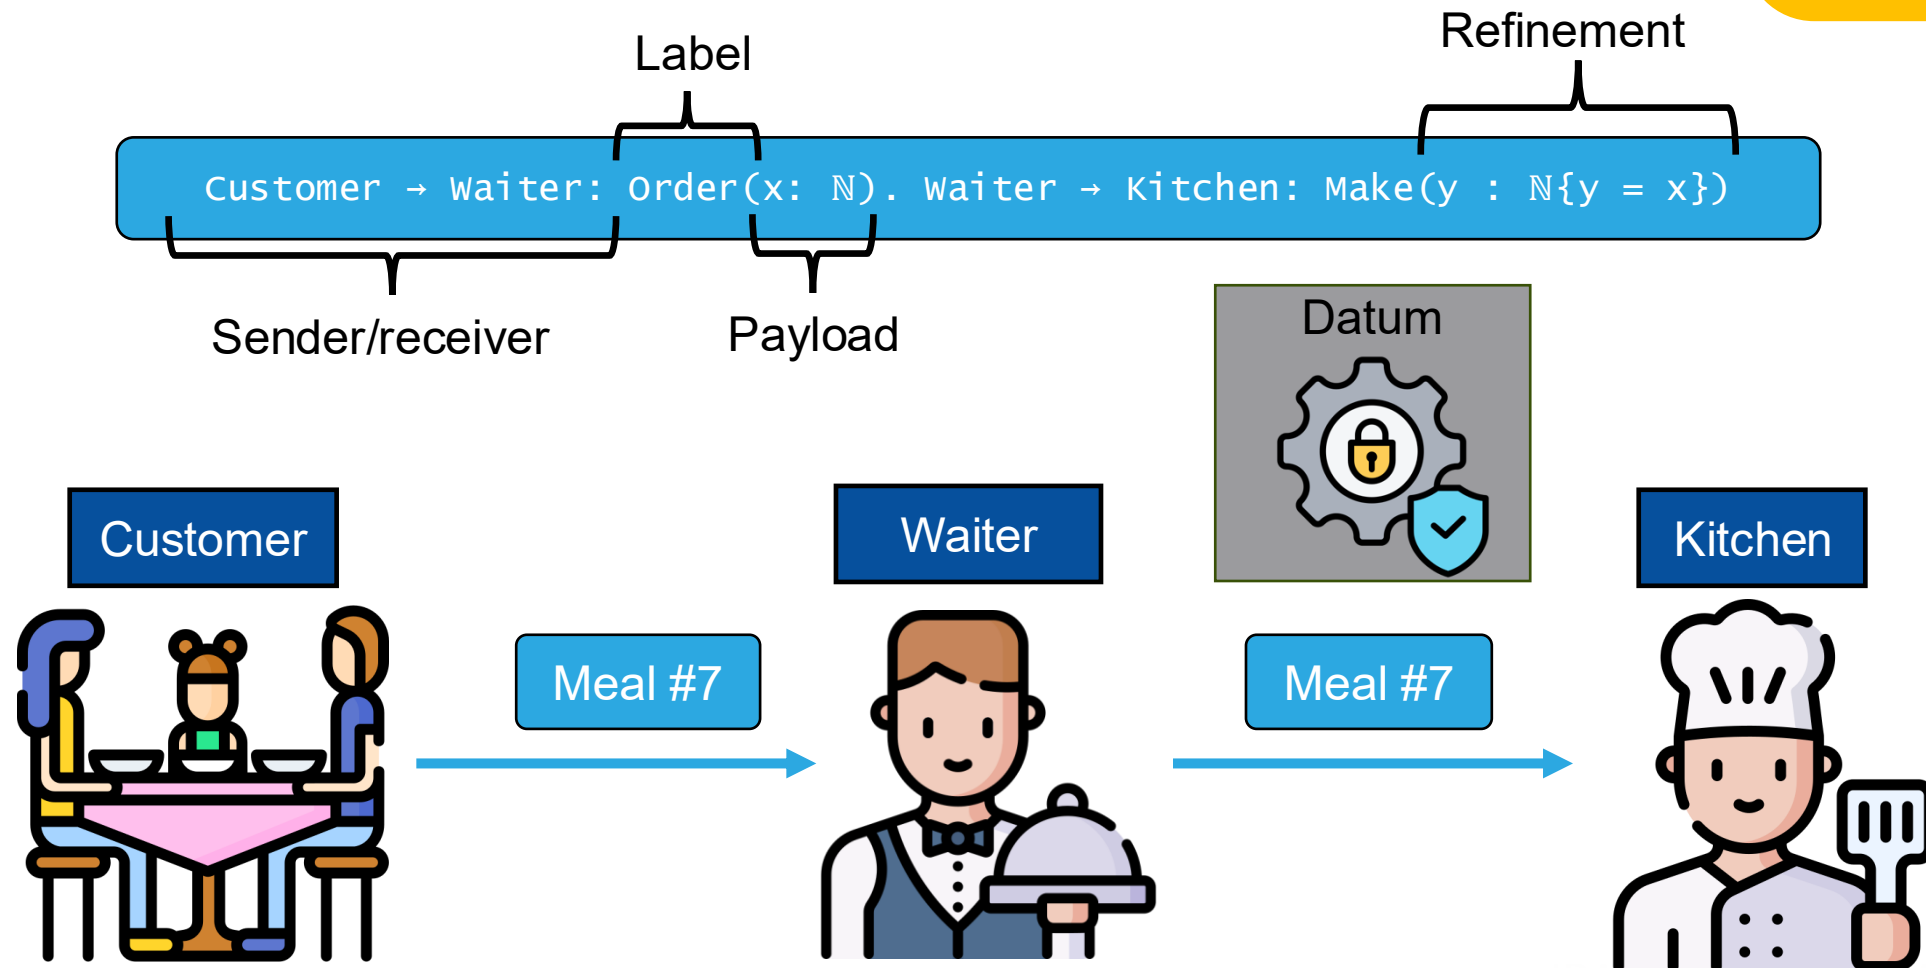 Refinement
Label
Customer → Waiter: Order(x: ℕ). Waiter → Kitchen: Make(y : ℕ{y = x})
Sender/receiver
Payload
Datum
Customer
Waiter
Kitchen
Meal #7
Meal #7